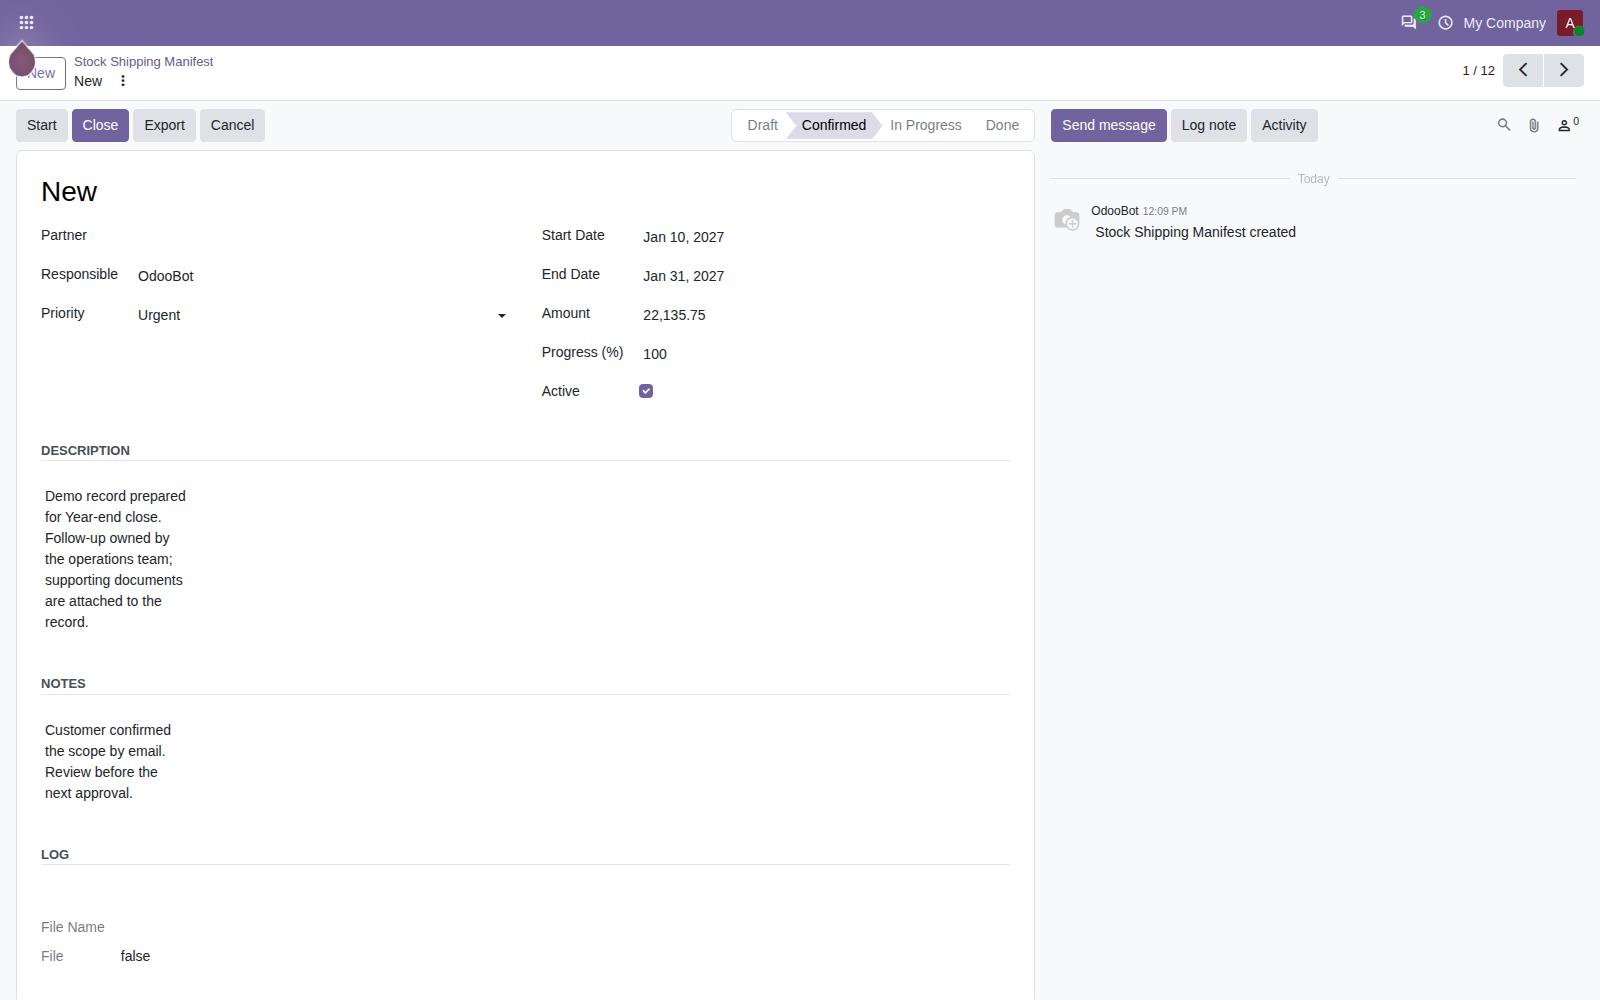 3
My Company
A
New
Stock Shipping Manifest
New
1 / 12
Start
Close
Export
Cancel
Draft
Confirmed
In Progress
Done
Send message
Log note
Activity
0
New
Partner
Responsible
OdooBot
Priority
Urgent
Start Date
Jan 10, 2027
End Date
Jan 31, 2027
Amount
22,135.75
Progress (%)
100
Active
DESCRIPTION
Demo record prepared
for Year-end close.
Follow-up owned by
the operations team;
supporting documents
are attached to the
record.
NOTES
Customer confirmed
the scope by email.
Review before the
next approval.
LOG
File Name
File
false
Today
OdooBot 12:09 PM
Stock Shipping Manifest created